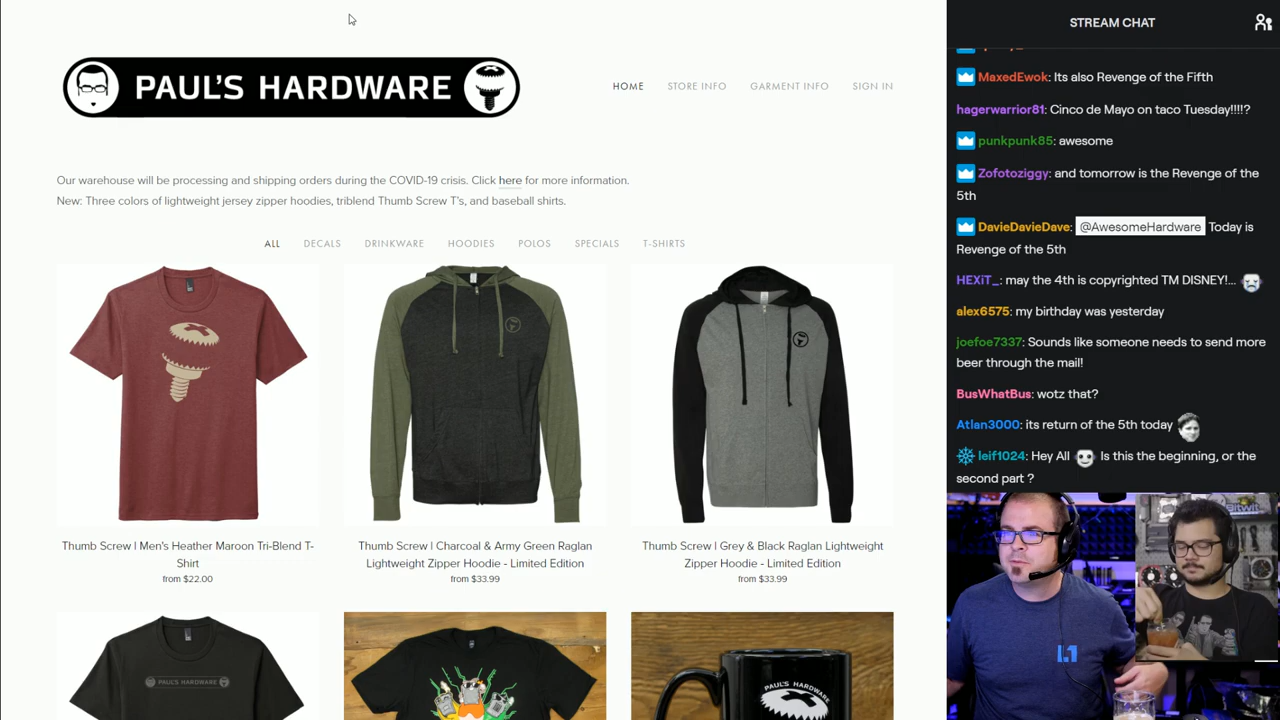 PAUL'S HARDWARE
HOME
STORE INFO
GARMENT INFO
SIGN IN
Our warehouse will be processing and shipping orders during the COVID-19 crisis. Click here for more information.
New: Three colors of lightweight jersey zipper hoodies, triblend Thumb Screw T's, and baseball shirts.
ALL
DECALS
DRINKWARE
HOODIES
POLOS
SPECIALS
T-SHIRTS
Thumb Screw | Men's Heather Maroon Tri-Blend T-
Shirt
from $22.00
Thumb Screw | Charcoal & Army Green Raglan
Lightweight Zipper Hoodie - Limited Edition
from $33.99
Thumb Screw | Grey & Black Raglan Lightweight
Zipper Hoodie - Limited Edition
from $33.99
PAUL'S HARDWARE
PAUL'S HARDWARE
STREAM CHAT
MaxedEwok: Its also Revenge of the Fifth
hagerwarrior81: Cinco de Mayo on taco Tuesday!!!!?
punkpunk85: awesome
Zofotoziggy: and tomorrow is the Revenge of the
5th
DavieDavieDave: @AwesomeHardware Today is
Revenge of the 5th
HEXiT_: may the 4th is copyrighted TM DISNEY!...
alex6575: my birthday was yesterday
joefoe7337: Sounds like someone needs to send more
beer through the mail!
BusWhatBus: wotz that?
Atlan3000: its return of the 5th today
leif1024: Hey All Is this the beginning, or the
second part ?
Bitwit
L1